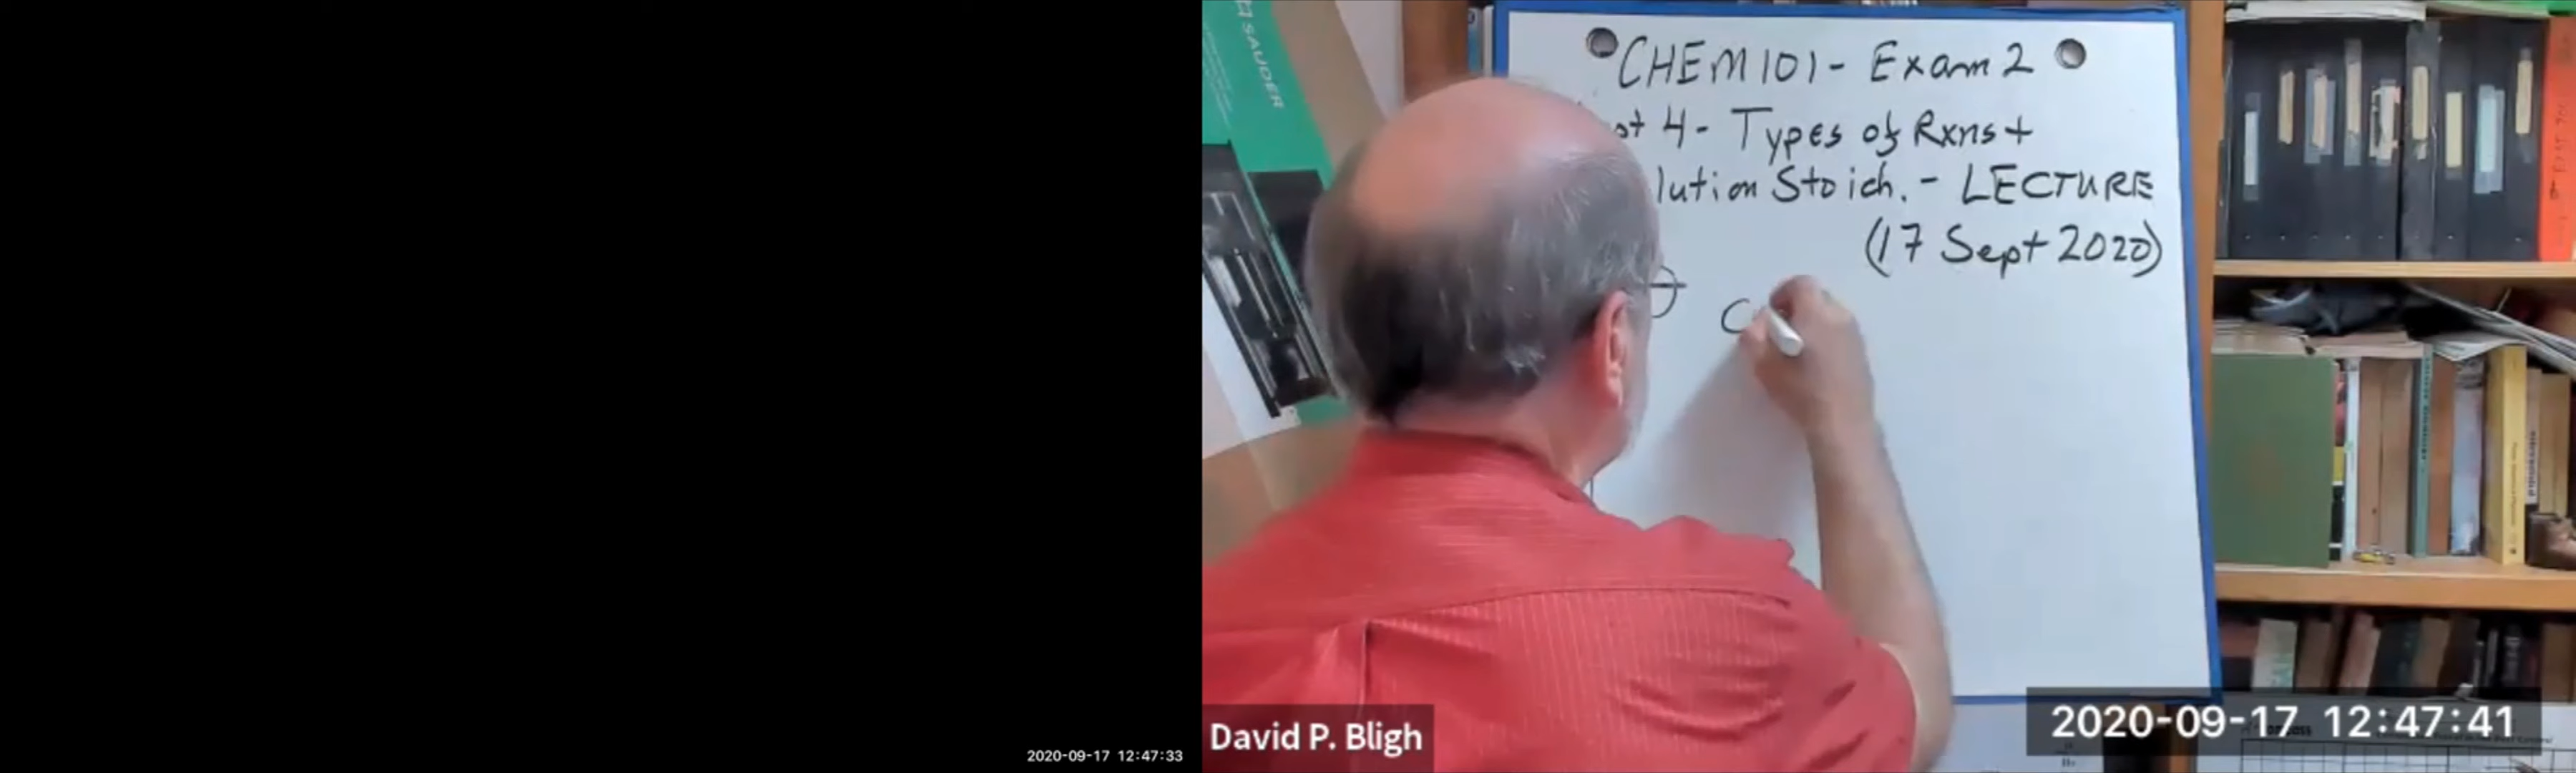 SAUDER
CHEM 101 - Exam 2
4 - Types of Rxns +
lution Stoich. - LECTURE
(17 Sept 2020)
C
David P. Bligh
2020-09-17 12:47:41
2020-09-17 12:47:33